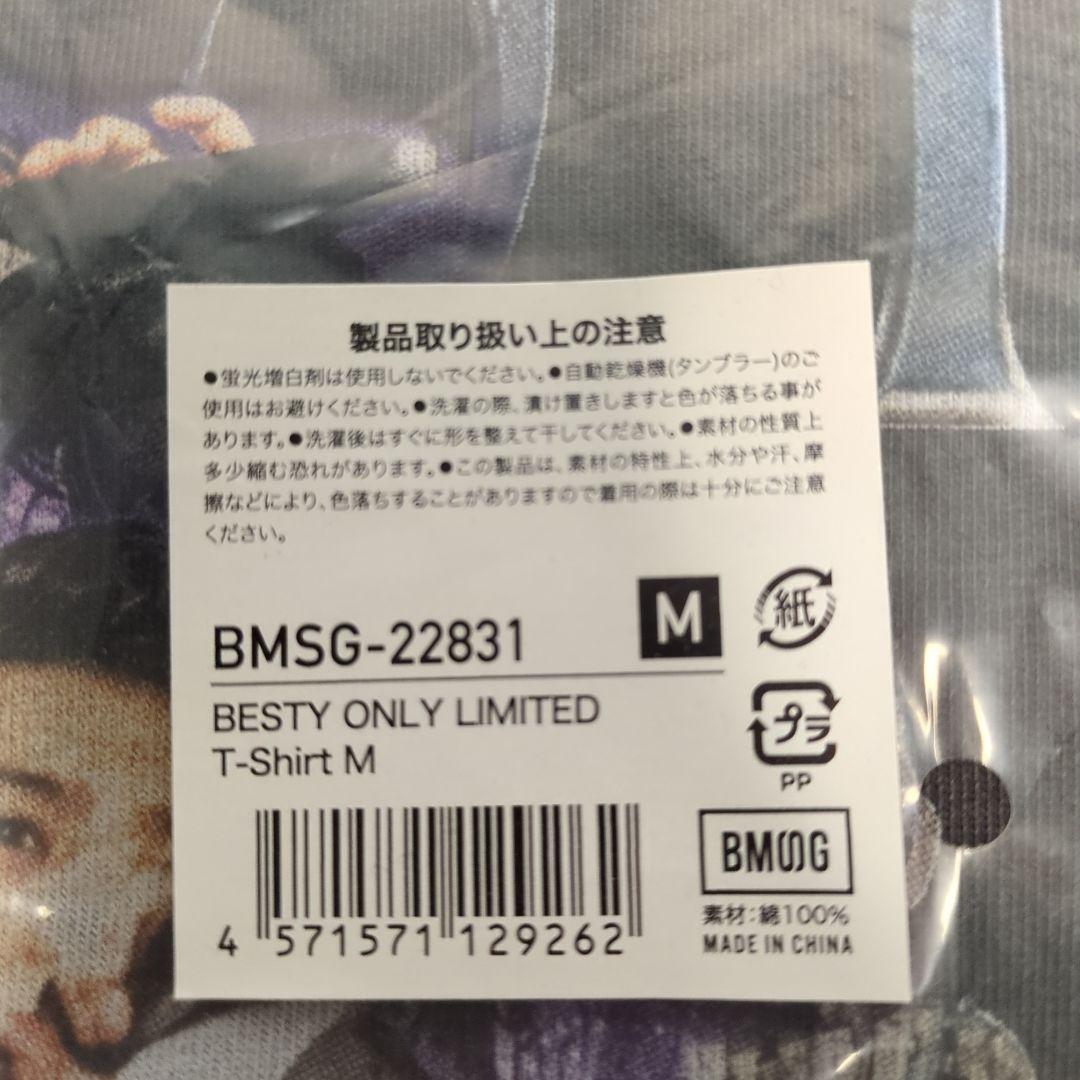 製品取り扱い上の注意
●蛍光増白剤は使用しないでください。●自動乾燥機(タンブラー)のご
使用はお避けください。●洗濯の際、漬け置きしますと色が落ちる事が
あります。●洗濯後はすぐに形を整えて干してください。●素材の性質上
多少縮む恐れがあります。●この製品は、素材の特性上、水分や汗、摩
擦などにより、色落ちすることがありますので着用の際は十分にご注意
ください。
BMSG-22831
M
紙
BESTY ONLY LIMITED
T-Shirt M
プラ
PP
4 571571 129262
BMSG
素材:綿100%
MADE IN CHINA